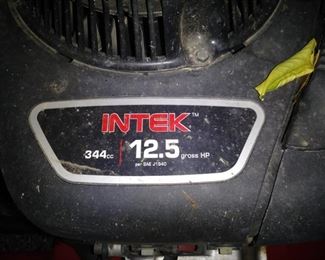 INTEK™
344cc 12.5 gross HP
per SAE J1940